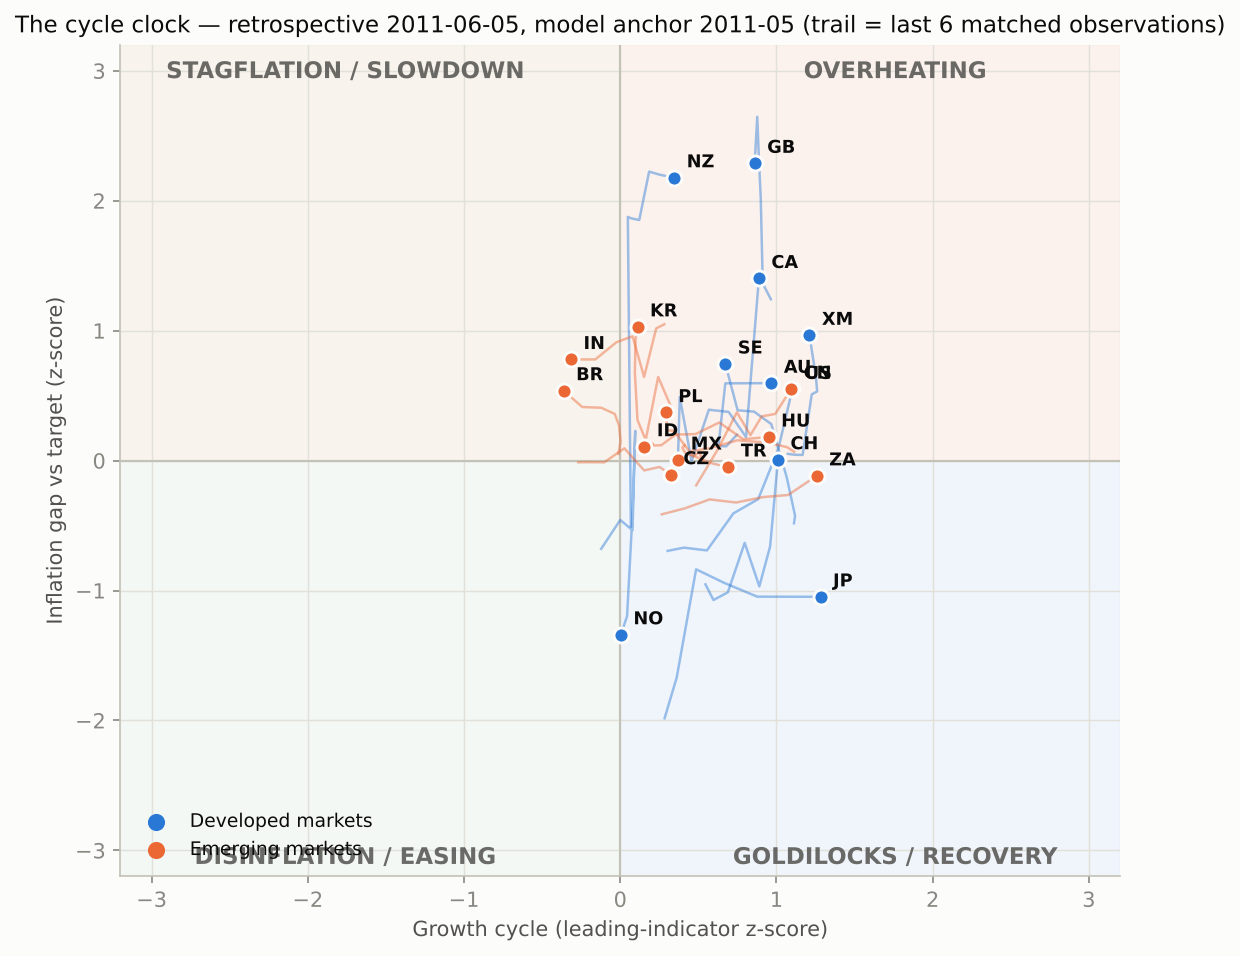 The cycle clock — retrospective 2011-06-05, model anchor 2011-05 (trail = last 6 matched observations)
STAGFLATION / SLOWDOWN
OVERHEATING
3
2
1
0
−1
−2
−3
Inflation gap vs target (z-score)
GB
NZ
CA
XM
KR
IN
SE
BR
AU
PL
HU
ID
MX
CH
TR
CZ
ZA
JP
NO
Developed markets
Emerging markets
DISINFLATION / EASING
GOLDILOCKS / RECOVERY
−3
−2
−1
0
1
2
3
Growth cycle (leading-indicator z-score)